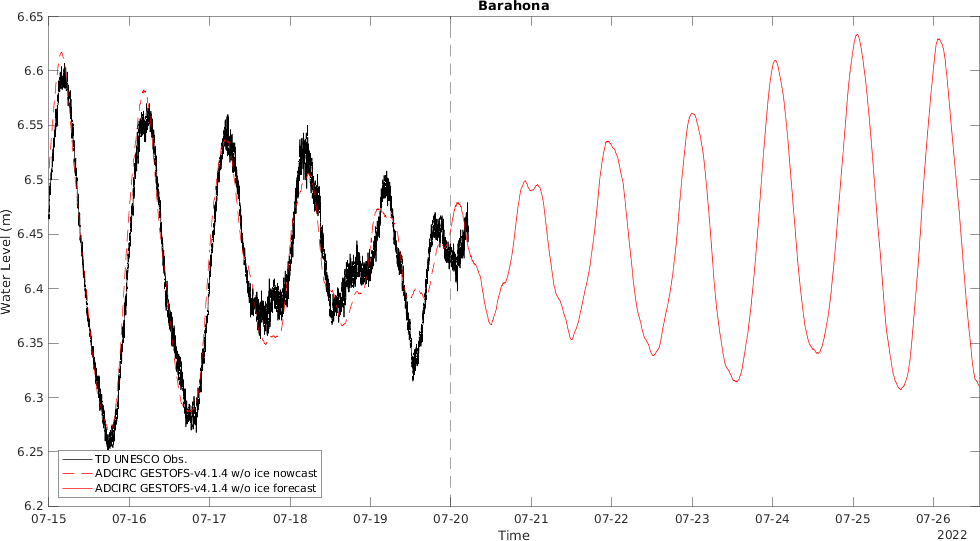 Barahona
Water Level (m)
6.65
6.6
6.55
6.5
6.45
6.4
6.35
6.3
6.25
6.2
TD UNESCO Obs.
ADCIRC GESTOFS-v4.1.4 w/o ice nowcast
ADCIRC GESTOFS-v4.1.4 w/o ice forecast
07-15 07-16 07-17 07-18 07-19 07-20 07-21 07-22 07-23 07-24 07-25 07-26
Time
2022